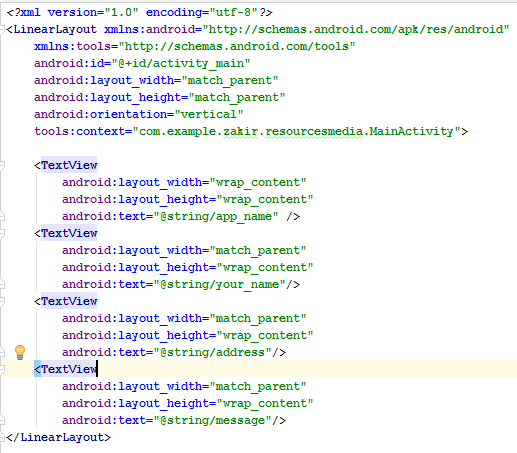 <?xml version="1.0" encoding="utf-8"?>
<LinearLayout xmlns:android="http://schemas.android.com/apk/res/android"
    xmlns:tools="http://schemas.android.com/tools"
    android:id="@+id/activity_main"
    android:layout_width="match_parent"
    android:layout_height="match_parent"
    android:orientation="vertical"
    tools:context="com.example.zakir.resourcesmedia.MainActivity">

    <TextView
        android:layout_width="wrap_content"
        android:layout_height="wrap_content"
        android:text="@string/app_name" />
    <TextView
        android:layout_width="match_parent"
        android:layout_height="wrap_content"
        android:text="@string/your_name"/>
    <TextView
        android:layout_width="match_parent"
        android:layout_height="wrap_content"
        android:text="@string/address"/>
    <TextView
        android:layout_width="match_parent"
        android:layout_height="wrap_content"
        android:text="@string/message"/>
</LinearLayout>